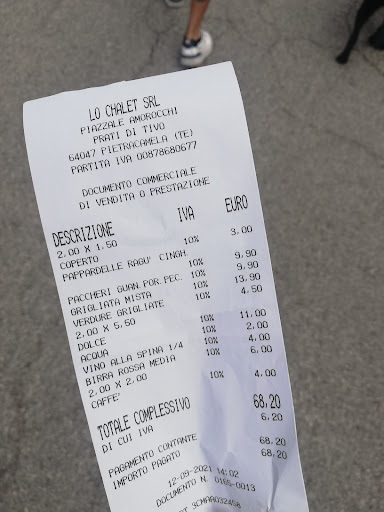 LO CHALET SRL
PIAZZALE AMOROCCHI
PRATI DI TIVO
64047 PIETRACAMELA (TE)
PARTITA IVA 00878680677
DOCUMENTO COMMERCIALE
DI VENDITA O PRESTAZIONE
DESCRIZIONE IVA EURO
2,00 X 1,50
COPERTO 10% 3,00
PAPPARDELLE RAGU' CINGH.
10% 9,90
PACCHERI GUAN.POR.PEC. 10% 9,90
GRIGLIATA MISTA 10% 13,90
VERDURE GRIGLIATE 10% 4,50
2,00 X 5,50
DOLCE 10% 11,00
ACQUA 10% 2,00
VINO ALLA SPINA 1/4 10% 4,00
BIRRA ROSSA MEDIA 10% 6,00
2,00 X 2,00
CAFFE' 10% 4,00
TOTALE COMPLESSIVO 68,20
DI CUI IVA 6,20
PAGAMENTO CONTANTE 68,20
IMPORTO PAGATO 68,20
12-09-2021 14:02
DOCUMENTO N. 0165-0013